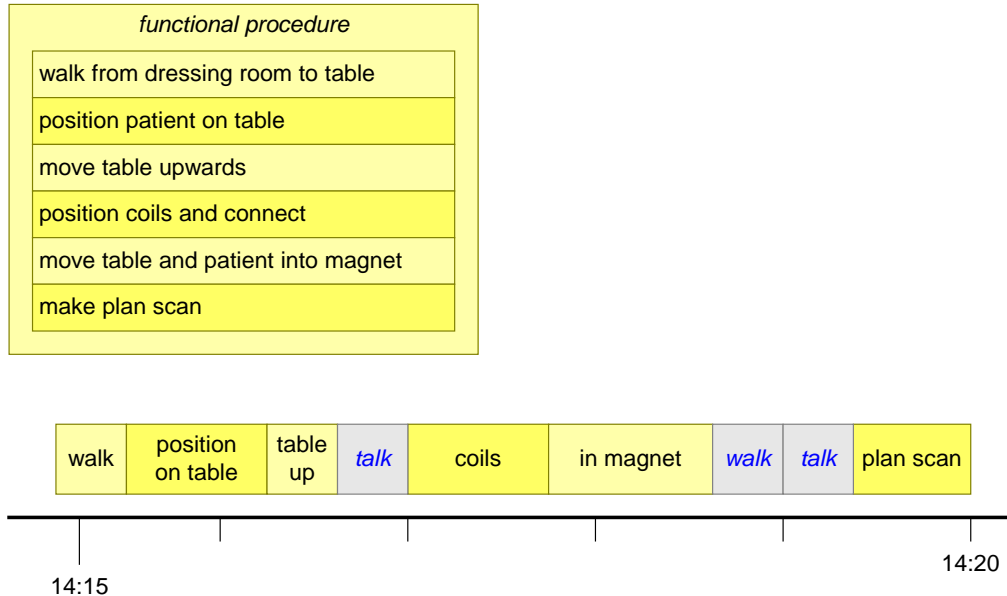 functional procedure
walk from dressing room to table
position patient on table
move table upwards
position coils and connect
move table and patient into magnet
make plan scan
walk
position
on table
table
up
talk
coils
in magnet
walk
talk
plan scan
14:15
14:20